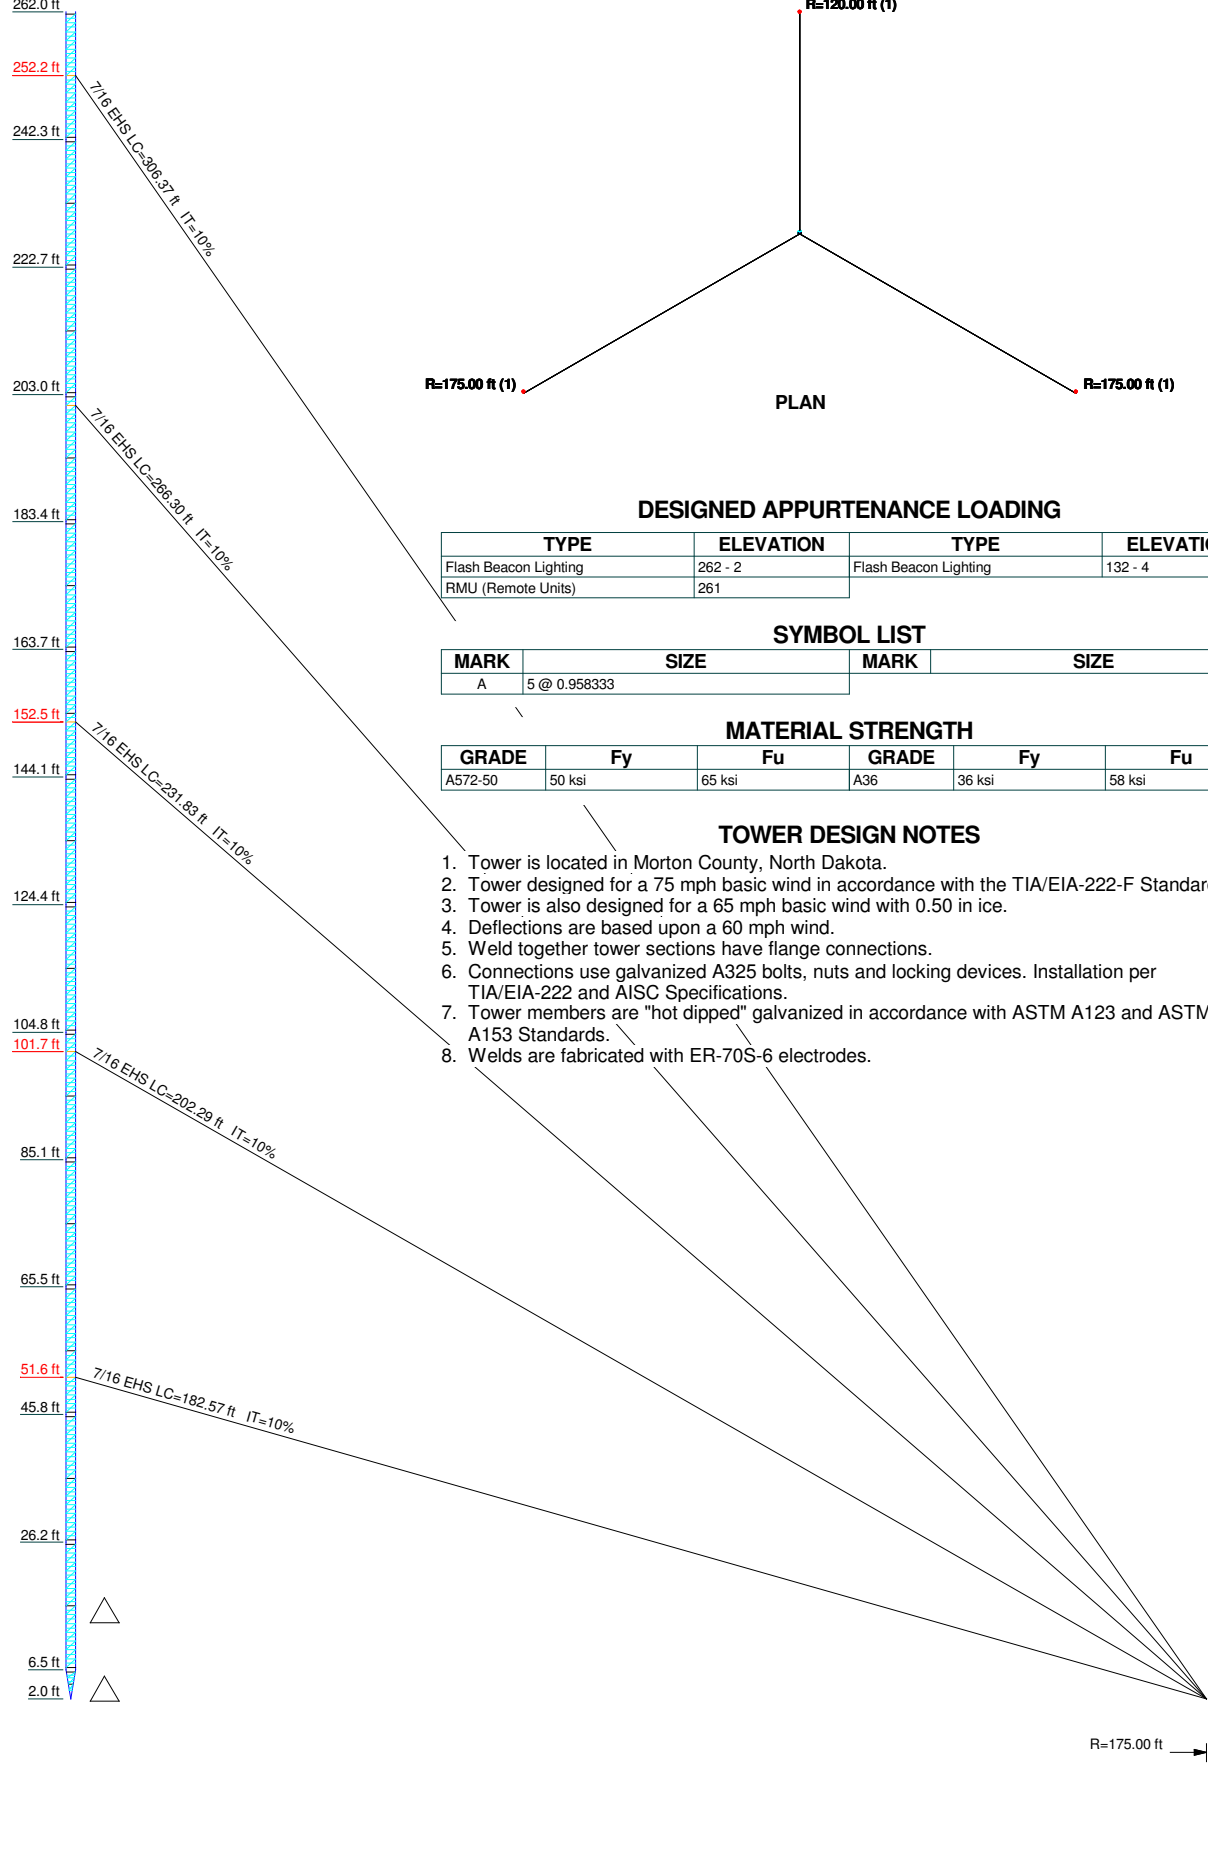 262.0 ft
252.2 ft
242.3 ft
222.7 ft
203.0 ft
183.4 ft
163.7 ft
152.5 ft
144.1 ft
124.4 ft
104.8 ft
101.7 ft
85.1 ft
65.5 ft
51.6 ft
45.8 ft
26.2 ft
6.5 ft
2.0 ft
7/16 EHS LC=306.37 ft IT=10%
7/16 EHS LC=266.30 ft IT=10%
7/16 EHS LC=231.83 ft IT=10%
7/16 EHS LC=202.29 ft IT=10%
7/16 EHS LC=182.57 ft IT=10%
R=120.00 ft (1)
R=175.00 ft (1)
R=175.00 ft (1)
PLAN
DESIGNED APPURTENANCE LOADING
TYPE ELEVATION TYPE ELEVATIO
Flash Beacon Lighting 262 - 2 Flash Beacon Lighting 132 - 4
RMU (Remote Units) 261
SYMBOL LIST
MARK SIZE MARK SIZE
A 5 @ 0.958333
MATERIAL STRENGTH
GRADE Fy Fu GRADE Fy Fu
A572-50 50 ksi 65 ksi A36 36 ksi 58 ksi
TOWER DESIGN NOTES
1. Tower is located in Morton County, North Dakota.
2. Tower designed for a 75 mph basic wind in accordance with the TIA/EIA-222-F Standar
3. Tower is also designed for a 65 mph basic wind with 0.50 in ice.
4. Deflections are based upon a 60 mph wind.
5. Weld together tower sections have flange connections.
6. Connections use galvanized A325 bolts, nuts and locking devices. Installation per
TIA/EIA-222 and AISC Specifications.
7. Tower members are "hot dipped" galvanized in accordance with ASTM A123 and ASTM
A153 Standards.
8. Welds are fabricated with ER-70S-6 electrodes.
R=175.00 ft